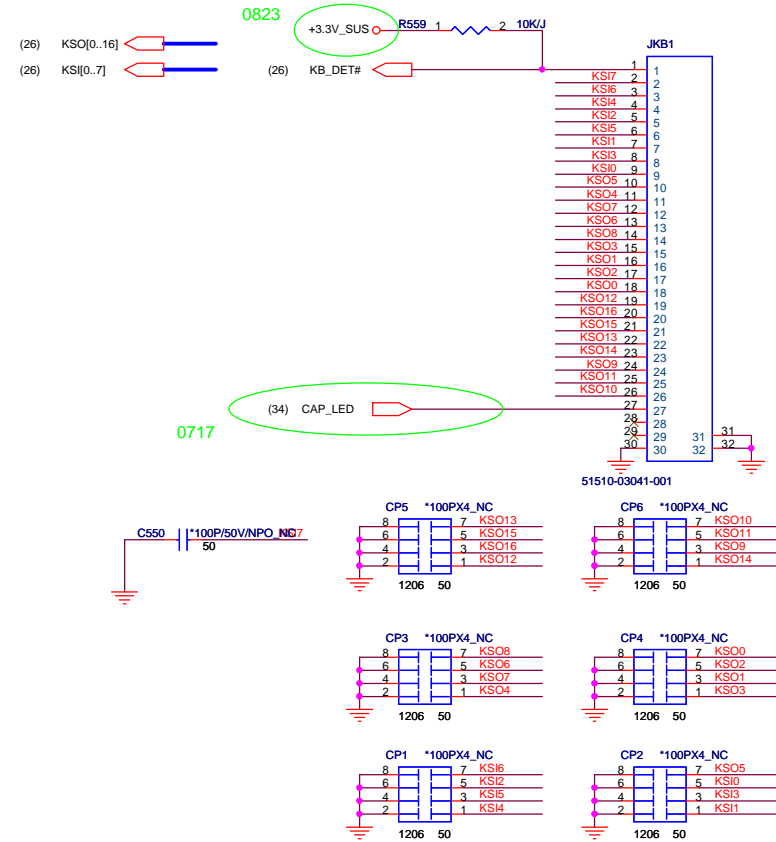 0823
+3.3V_SUS R559 1 2 10K/J
(26) KSO[0..16]
(26) KSI[0..7]
(26) KB_DET#
JKB1
1 1
KSI7 2 2
KSI6 3 3
KSI4 4 4
KSI2 5 5
KSI5 6 6
KSI1 7 7
KSI3 8 8
KSI0 9 9
KSO5 10 10
KSO4 11 11
KSO7 12 12
KSO6 13 13
KSO8 14 14
KSO3 15 15
KSO1 16 16
KSO2 17 17
KSO0 18 18
KSO12 19 19
KSO16 20 20
KSO15 21 21
KSO13 22 22
KSO14 23 23
KSO9 24 24
KSO11 25 25
KSO10 26 26
(34) CAP_LED 27 27
0717
28 28
29 29 31 31
30 30 32 32
51510-03041-001
C550 *100P/50V/NPO_NC
50
CP5 *100PX4_NC
8 7 KSO13
6 5 KSO15
4 3 KSO16
2 1 KSO12
1206 50
CP6 *100PX4_NC
8 7 KSO10
6 5 KSO11
4 3 KSO9
2 1 KSO14
1206 50
CP3 *100PX4_NC
8 7 KSO8
6 5 KSO6
4 3 KSO7
2 1 KSO4
1206 50
CP4 *100PX4_NC
8 7 KSO0
6 5 KSO2
4 3 KSO1
2 1 KSO3
1206 50
CP1 *100PX4_NC
8 7 KSI6
6 5 KSI2
4 3 KSI5
2 1 KSI4
1206 50
CP2 *100PX4_NC
8 7 KSO5
6 5 KSI0
4 3 KSI3
2 1 KSI1
1206 50